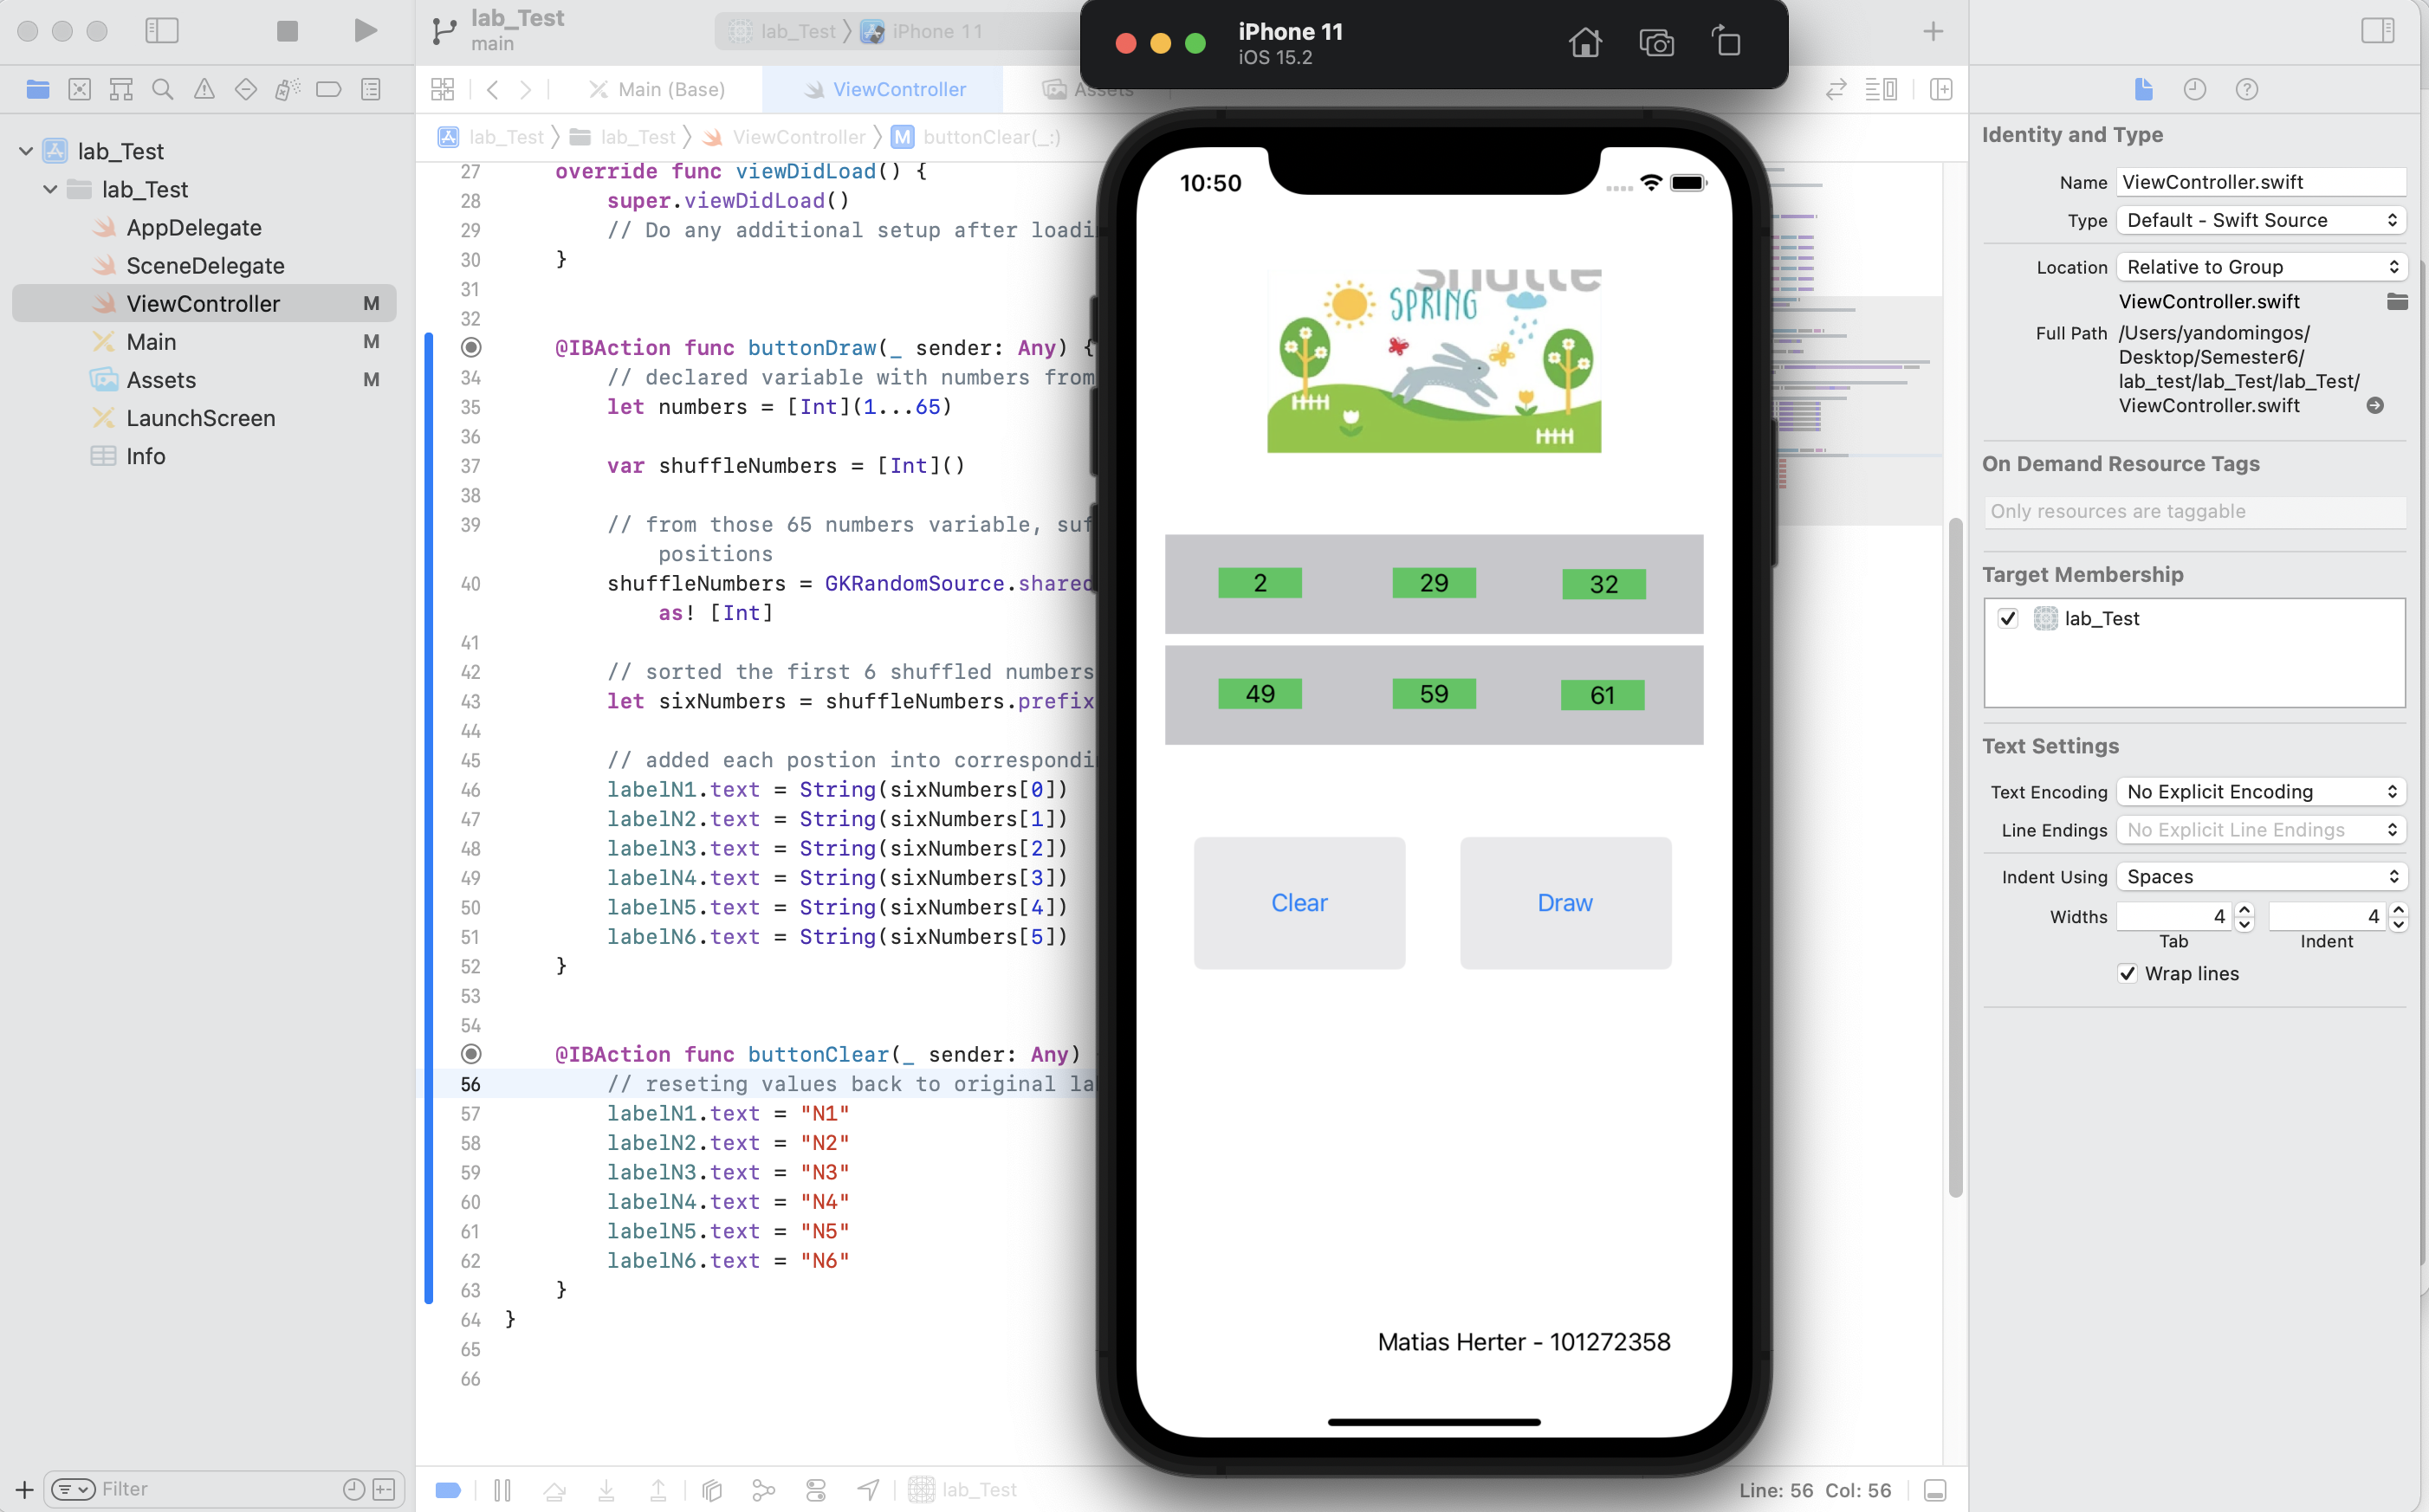 lab_Test
main
lab_Test
iPhone 11
iPhone 11
iOS 15.2
Main (Base)
ViewController
Assets
lab_Test
lab_Test
ViewController
M
buttonClear(_:)
lab_Test
lab_Test
AppDelegate
SceneDelegate
ViewController M
Main M
Assets M
LaunchScreen
Info
Filter
27 override func viewDidLoad() {
28 super.viewDidLoad()
29 // Do any additional setup after loadi
30 }
31
32
@IBAction func buttonDraw(_ sender: Any) {
34 // declared variable with numbers from
35 let numbers = [Int](1...65)
36
37 var shuffleNumbers = [Int]()
38
39 // from those 65 numbers variable, suf
positions
40 shuffleNumbers = GKRandomSource.shared
as! [Int]
41
42 // sorted the first 6 shuffled numbers
43 let sixNumbers = shuffleNumbers.prefix
44
45 // added each postion into correspondi
46 labelN1.text = String(sixNumbers[0])
47 labelN2.text = String(sixNumbers[1])
48 labelN3.text = String(sixNumbers[2])
49 labelN4.text = String(sixNumbers[3])
50 labelN5.text = String(sixNumbers[4])
51 labelN6.text = String(sixNumbers[5])
52 }
53
54
@IBAction func buttonClear(_ sender: Any)
56 // reseting values back to original la
57 labelN1.text = "N1"
58 labelN2.text = "N2"
59 labelN3.text = "N3"
60 labelN4.text = "N4"
61 labelN5.text = "N5"
62 labelN6.text = "N6"
63 }
64 }
65
66
lab_Test
Line: 56 Col: 56
10:50
shutte
SPRING
2 29 32
49 59 61
Clear
Draw
Matias Herter - 101272358
Identity and Type
Name ViewController.swift
Type Default - Swift Source
Location Relative to Group
ViewController.swift
Full Path /Users/yandomingos/
Desktop/Semester6/
lab_test/lab_Test/lab_Test/
ViewController.swift
On Demand Resource Tags
Only resources are taggable
Target Membership
lab_Test
Text Settings
Text Encoding No Explicit Encoding
Line Endings No Explicit Line Endings
Indent Using Spaces
Widths 4 4
Tab Indent
Wrap lines